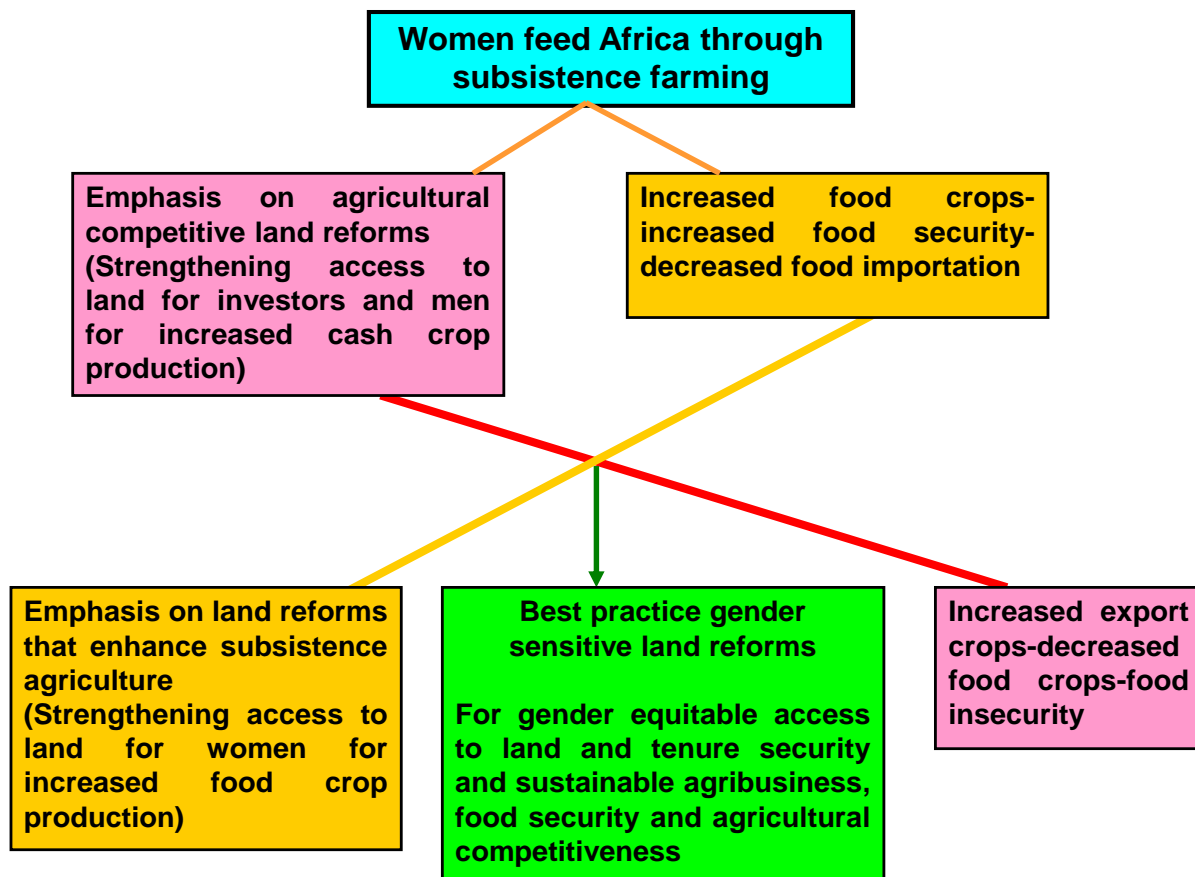 Women feed Africa through
subsistence farming
Emphasis on agricultural
competitive land reforms
(Strengthening access to
land for investors and men
for increased cash crop
production)
Increased food crops-
increased food security-
decreased food importation
Emphasis on land reforms
that enhance subsistence
agriculture
(Strengthening access to
land for women for
increased food crop
production)
Best practice gender
sensitive land reforms
For gender equitable access
to land and tenure security
and sustainable agribusiness,
food security and agricultural
competitiveness
Increased export
crops-decreased
food crops-food
insecurity